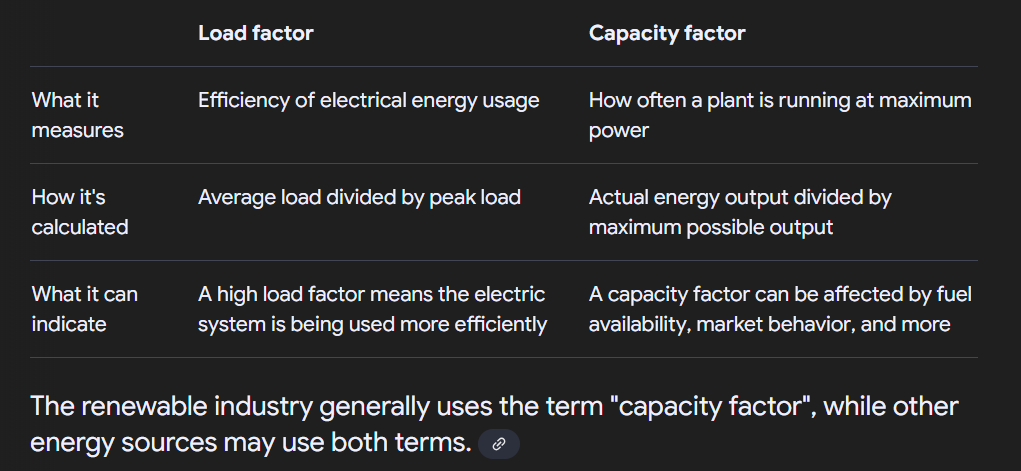 Load factor Capacity factor
What it measures Efficiency of electrical energy usage How often a plant is running at maximum power
How it's calculated Average load divided by peak load Actual energy output divided by maximum possible output
What it can indicate A high load factor means the electric system is being used more efficiently A capacity factor can be affected by fuel availability, market behavior, and more
The renewable industry generally uses the term "capacity factor", while other
energy sources may use both terms.